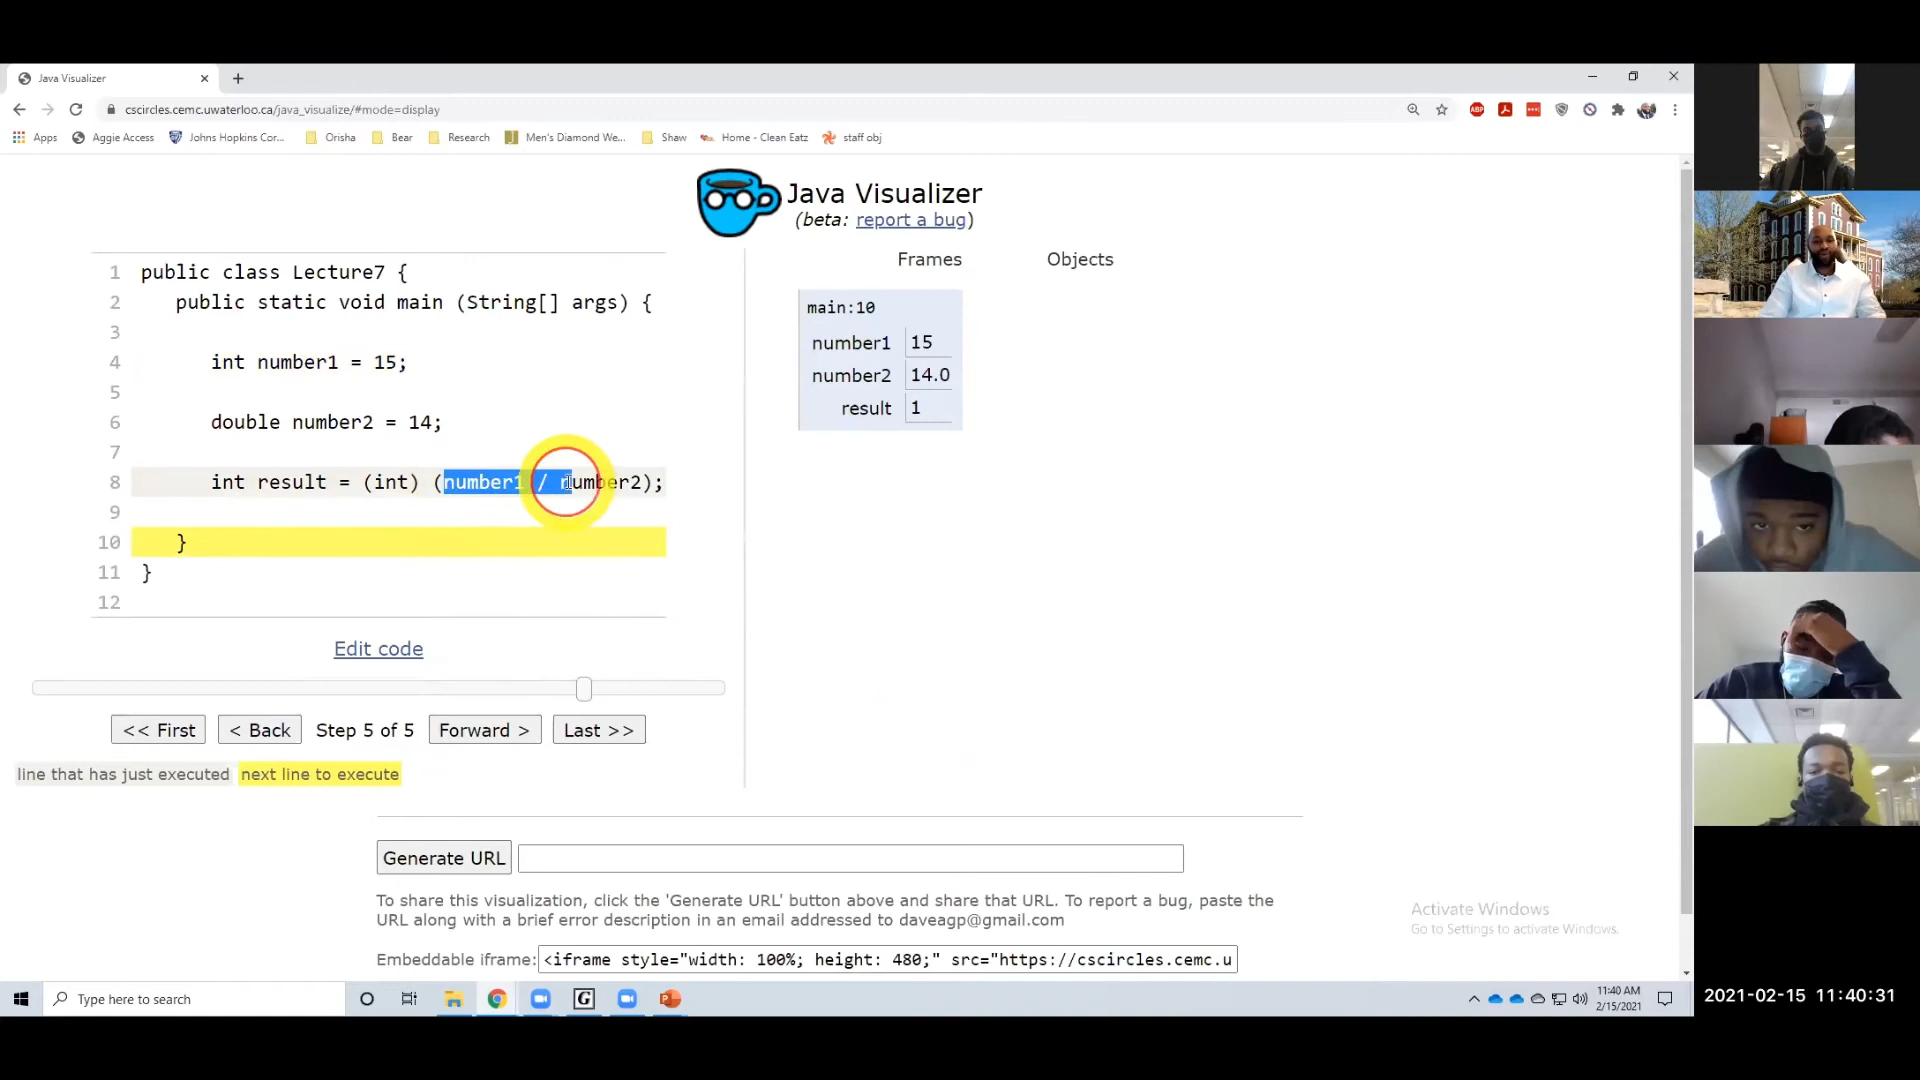 Java Visualizer
cscircles.cemc.uwaterloo.ca/java_visualize/#mode=display
ABP
Apps Aggie Access Johns Hopkins Cor... Orisha Bear Research Men's Diamond We... Shaw Home - Clean Eatz staff obj
Java Visualizer
(beta: report a bug)
Frames Objects
1 public class Lecture7 {
2 public static void main (String[] args) {
3
4 int number1 = 15;
5
6 double number2 = 14;
7
8 int result = (int) (number1 / number2);
9
10 }
11 }
12
main:10
number1 15
number2 14.0
result 1
Edit code
<< First < Back Step 5 of 5 Forward > Last >>
line that has just executed next line to execute
Generate URL
To share this visualization, click the 'Generate URL' button above and share that URL. To report a bug, paste the
URL along with a brief error description in an email addressed to daveagp@gmail.com
Embeddable iframe: <iframe style="width: 100%; height: 480;" src="https://cscircles.cemc.u
Activate Windows
Go to Settings to activate Windows.
Type here to search
G
11:40 AM
2/15/2021
2021-02-15 11:40:31